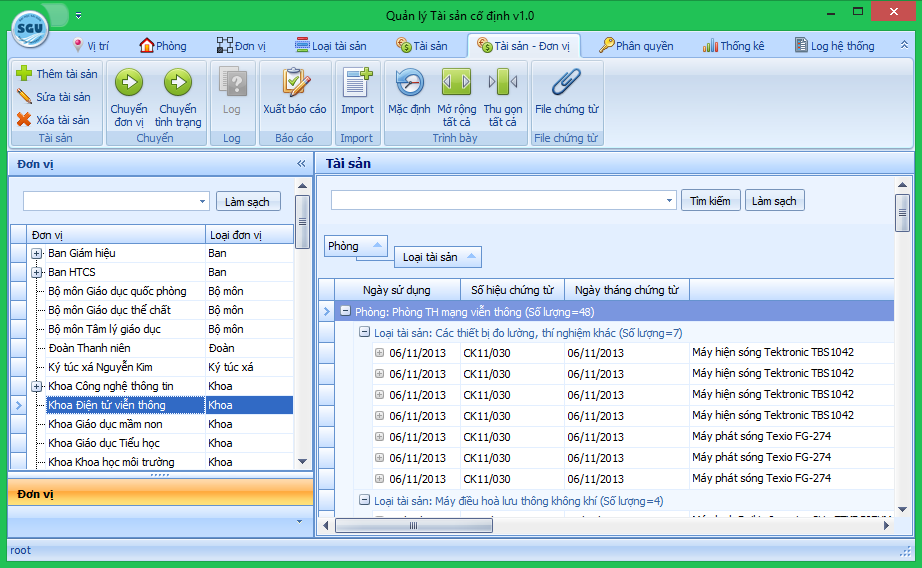 Quản lý Tài sản cố định v1.0
SGU
Vị trí Phòng Đơn vị Loại tài sản Tài sản Tài sản - Đơn vị Phân quyền Thống kê Log hệ thống
Thêm tài sản
Sửa tài sản
Xóa tài sản
Tài sản
Chuyển đơn vị
Chuyển tình trạng
Chuyển
Log
Log
Xuất báo cáo
Báo cáo
Import
Import
Mặc định
Mở rộng tất cả
Thu gọn tất cả
Trình bày
File chứng từ
File chứng từ
Đơn vị
Làm sạch
Đơn vị Loại đơn vị
Ban Giám hiệu Ban
Ban HTCS Ban
Bộ môn Giáo dục quốc phòng Bộ môn
Bộ môn Giáo dục thể chất Bộ môn
Bộ môn Tâm lý giáo dục Bộ môn
Đoàn Thanh niên Đoàn
Ký túc xá Nguyễn Kim Ký túc xá
Khoa Công nghệ thông tin Khoa
Khoa Điện tử viễn thông Khoa
Khoa Giáo dục mầm non Khoa
Khoa Giáo dục Tiểu học Khoa
Khoa Khoa học môi trường Khoa
Đơn vị
root
Tài sản
Tìm kiếm Làm sạch
Phòng
Loại tài sản
Ngày sử dụng Số hiệu chứng từ Ngày tháng chứng từ
Phòng: Phòng TH mạng viễn thông (Số lượng=48)
Loại tài sản: Các thiết bị đo lường, thí nghiệm khác (Số lượng=7)
06/11/2013 CK11/030 06/11/2013 Máy hiện sóng Tektronic TBS1042
06/11/2013 CK11/030 06/11/2013 Máy hiện sóng Tektronic TBS1042
06/11/2013 CK11/030 06/11/2013 Máy hiện sóng Tektronic TBS1042
06/11/2013 CK11/030 06/11/2013 Máy hiện sóng Tektronic TBS1042
06/11/2013 CK11/030 06/11/2013 Máy phát sóng Texio FG-274
06/11/2013 CK11/030 06/11/2013 Máy phát sóng Texio FG-274
06/11/2013 CK11/030 06/11/2013 Máy phát sóng Texio FG-274
Loại tài sản: Máy điều hoà lưu thông không khí (Số lượng=4)